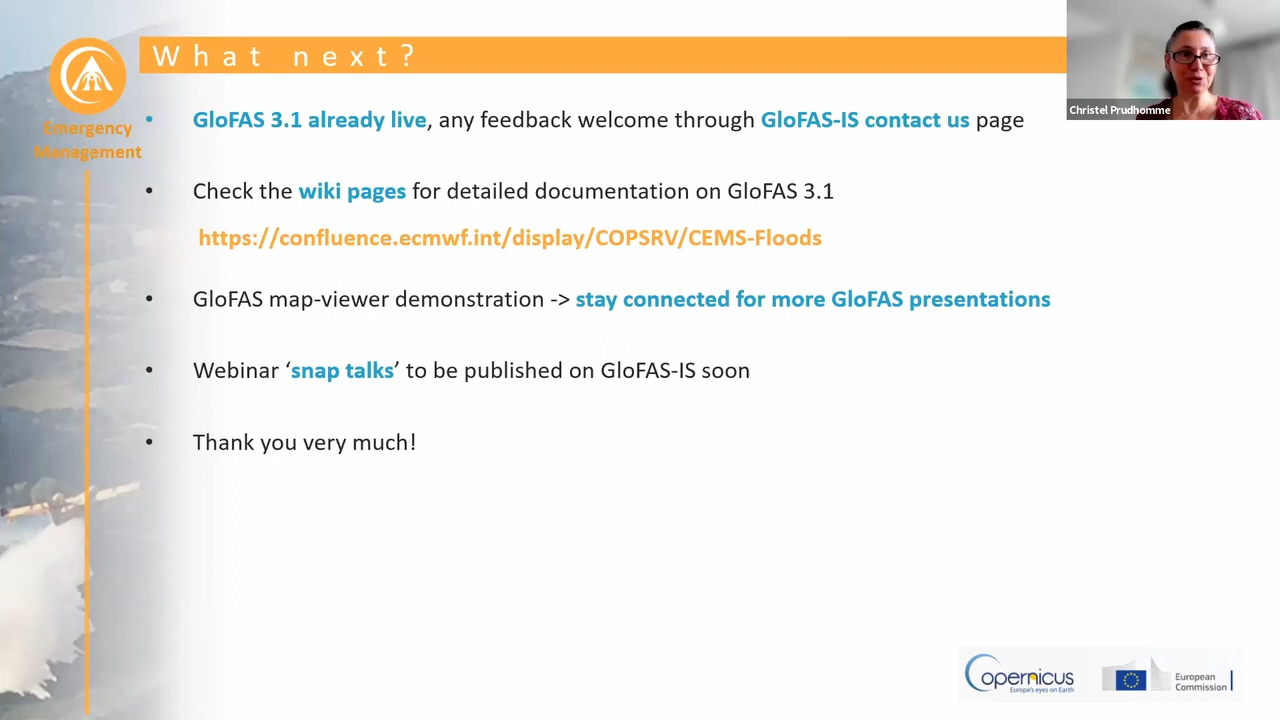 What next?
Christel Prudhomme
Emergency
Management
• GloFAS 3.1 already live, any feedback welcome through GloFAS-IS contact us page
• Check the wiki pages for detailed documentation on GloFAS 3.1
https://confluence.ecmwf.int/display/COPSRV/CEMS-Floods
• GloFAS map-viewer demonstration -> stay connected for more GloFAS presentations
• Webinar ‘snap talks’ to be published on GloFAS-IS soon
• Thank you very much!
Copernicus
Europe's eyes on Earth
European
Commission